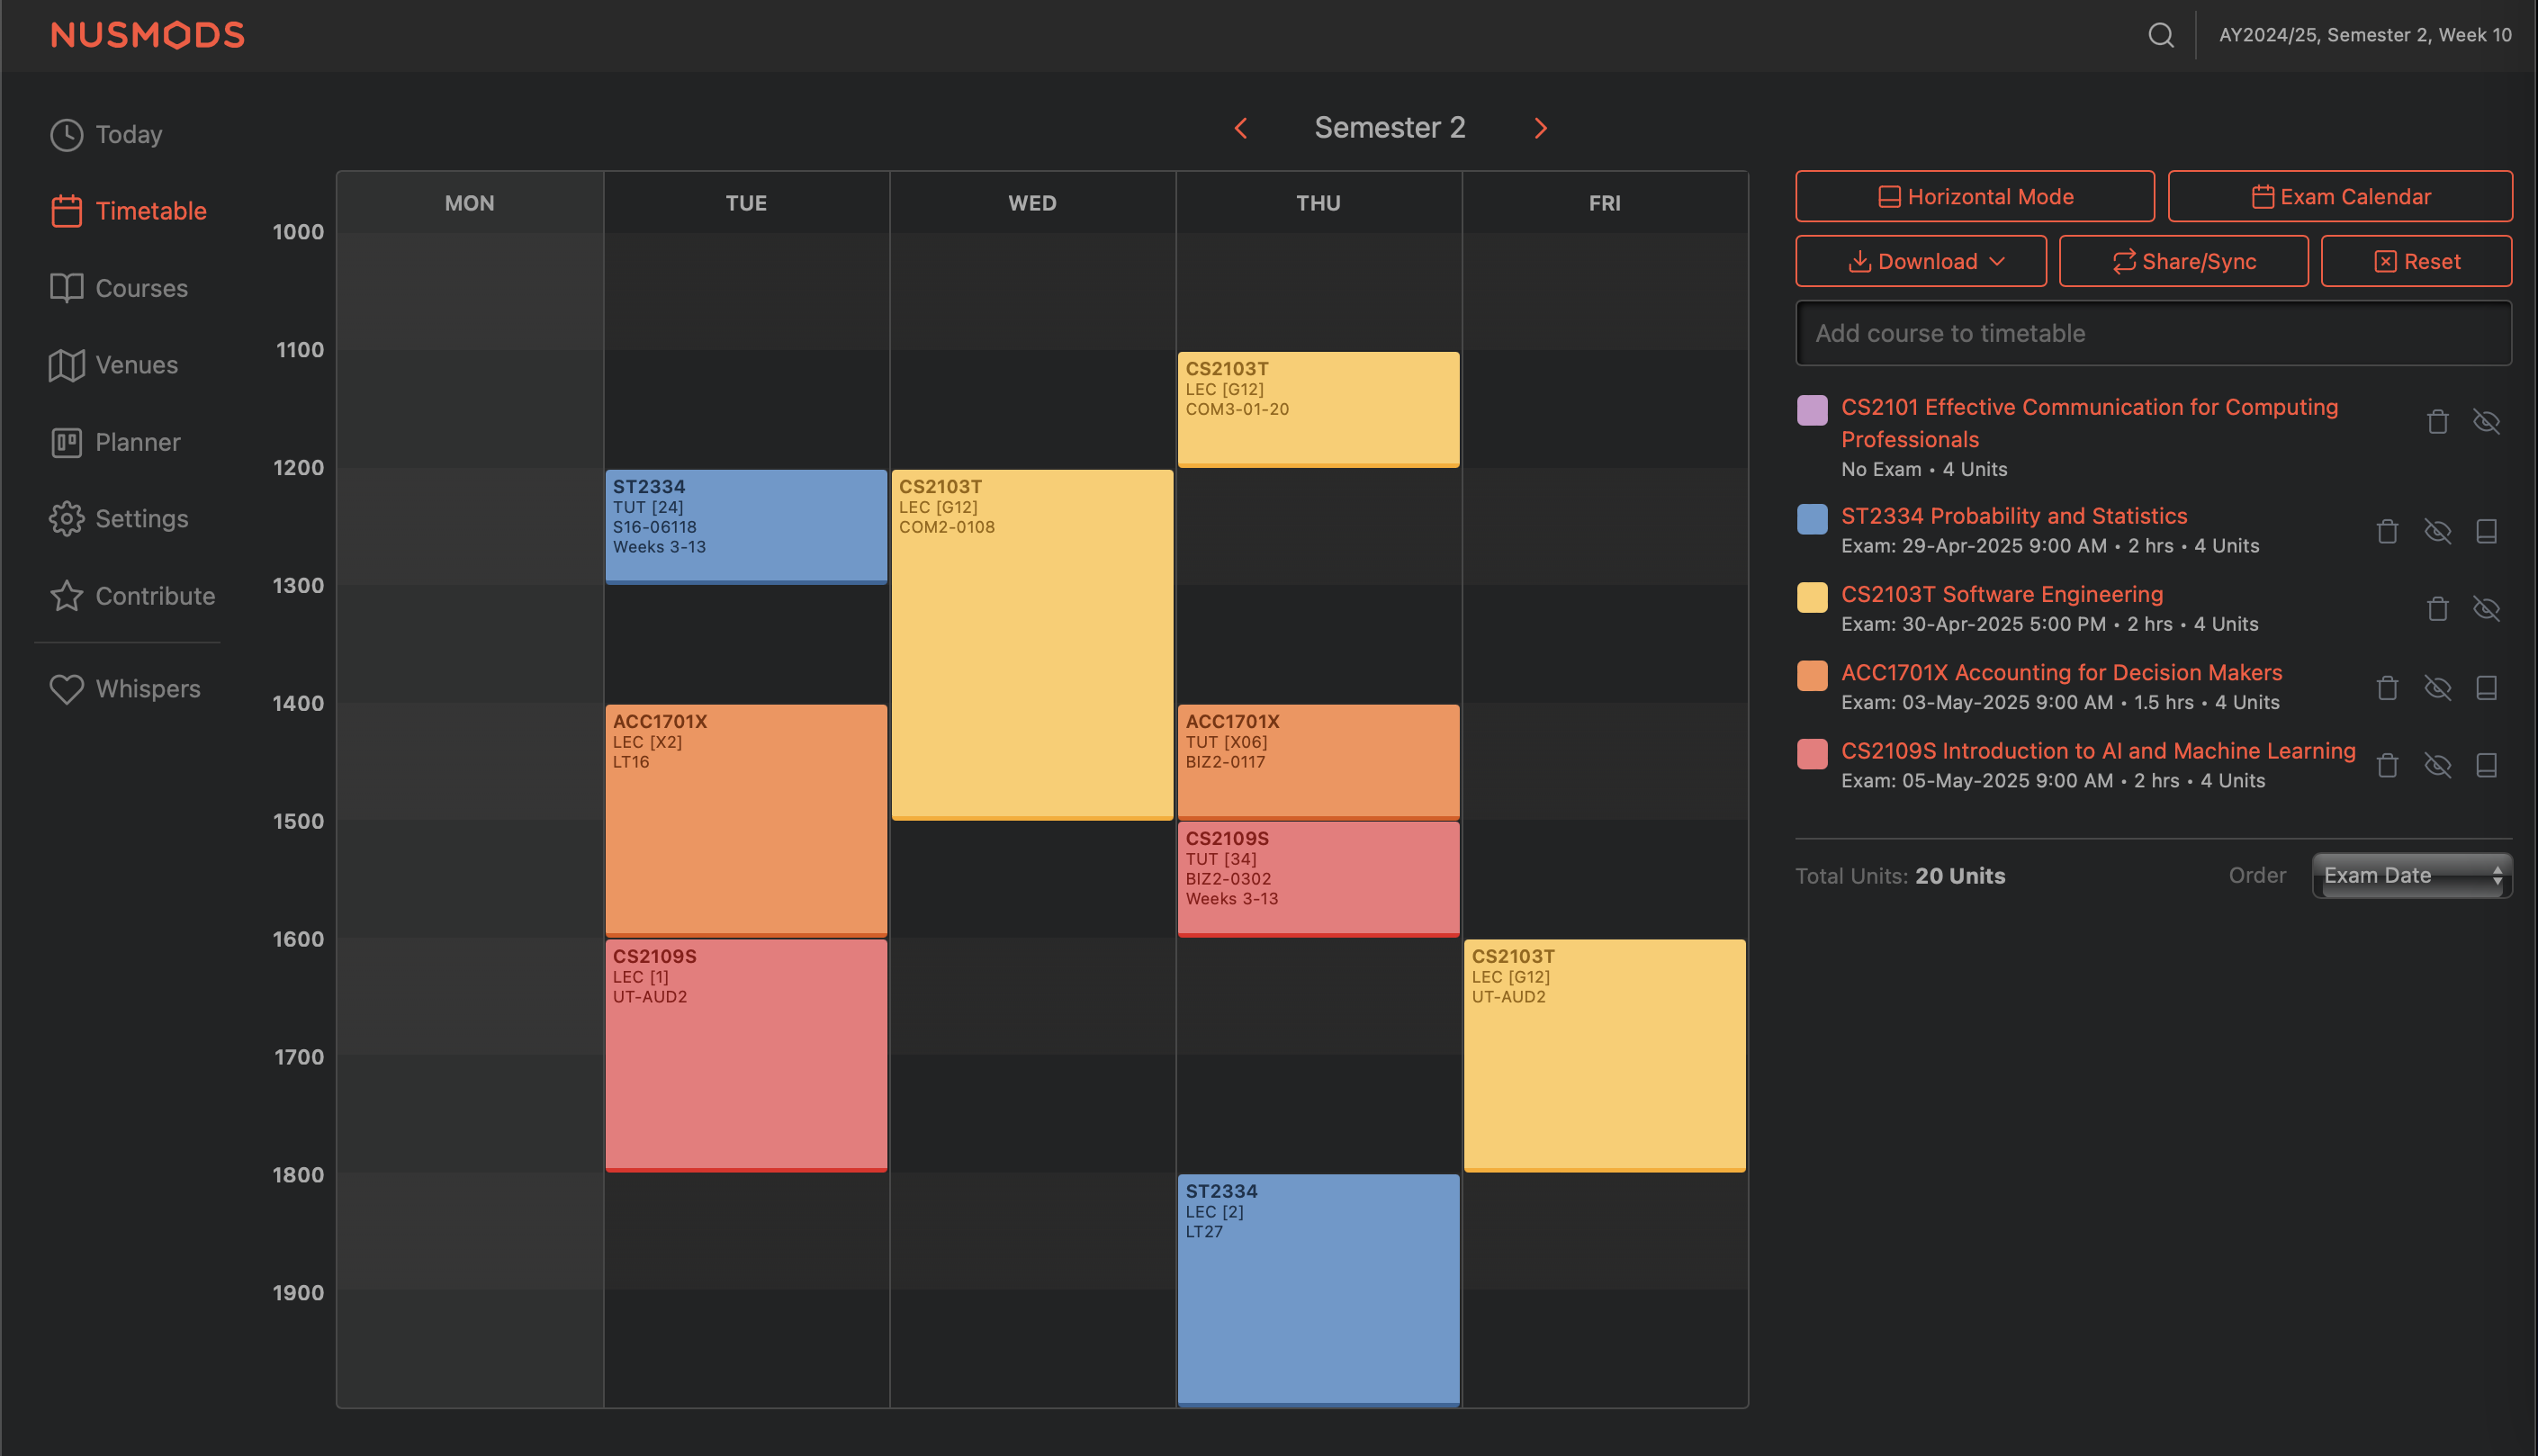 NUSMODS
AY2024/25, Semester 2, Week 10
Today
Timetable
Courses
Venues
Planner
Settings
Contribute
Whispers
Semester 2
MON
TUE
WED
THU
FRI
1000
1100
1200
1300
1400
1500
1600
1700
1800
1900
ST2334
TUT [24]
S16-06118
Weeks 3-13
ACC1701X
LEC [X2]
LT16
CS2109S
LEC [1]
UT-AUD2
CS2103T
LEC [G12]
COM2-0108
CS2103T
LEC [G12]
COM3-01-20
ACC1701X
TUT [X06]
BIZ2-0117
CS2109S
TUT [34]
BIZ2-0302
Weeks 3-13
ST2334
LEC [2]
LT27
CS2103T
LEC [G12]
UT-AUD2
Horizontal Mode
Exam Calendar
Download
Share/Sync
Reset
Add course to timetable
CS2101 Effective Communication for Computing
Professionals
No Exam • 4 Units
ST2334 Probability and Statistics
Exam: 29-Apr-2025 9:00 AM • 2 hrs • 4 Units
CS2103T Software Engineering
Exam: 30-Apr-2025 5:00 PM • 2 hrs • 4 Units
ACC1701X Accounting for Decision Makers
Exam: 03-May-2025 9:00 AM • 1.5 hrs • 4 Units
CS2109S Introduction to AI and Machine Learning
Exam: 05-May-2025 9:00 AM • 2 hrs • 4 Units
Total Units: 20 Units
Order
Exam Date